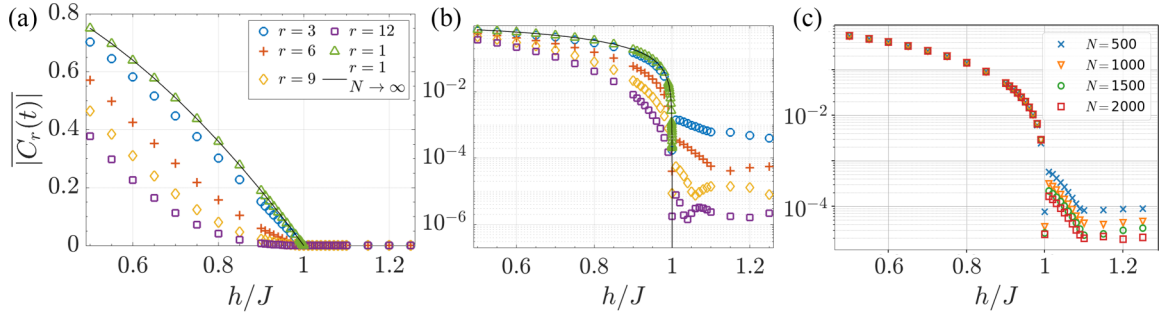 (a)
|C_r(t)|
0.8
0.6
0.4
0.2
0
0.6
0.8
1
1.2
h/J
r = 3
r = 12
r = 6
r = 1
r = 9
r = 1
N → ∞
(b)
10^{-2}
10^{-4}
10^{-6}
0.6
0.8
1
1.2
h/J
(c)
10^{-2}
10^{-4}
0.6
0.8
1
1.2
h/J
N = 500
N = 1000
N = 1500
N = 2000